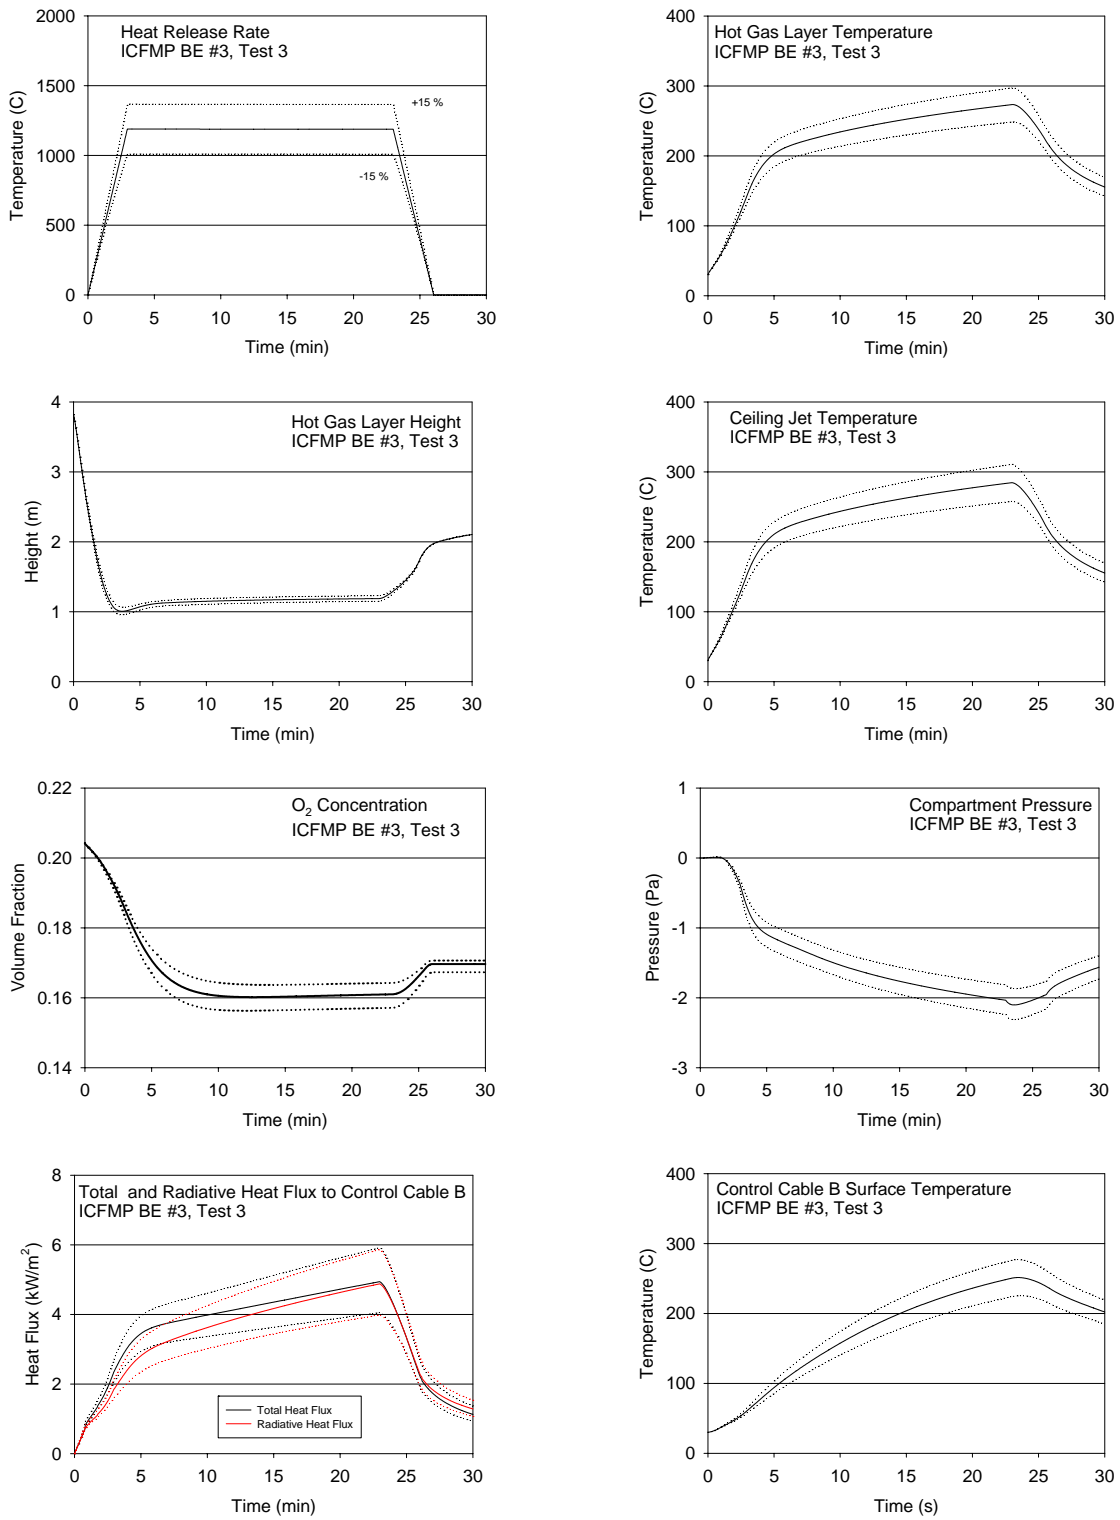 Heat Release Rate
ICFMP BE #3, Test 3
Temperature (C)
2000
1500
1000
500
0
+15 %
-15 %
0 5 10 15 20 25 30
Time (min)
Hot Gas Layer Temperature
ICFMP BE #3, Test 3
Temperature (C)
400
300
200
100
0
0 5 10 15 20 25 30
Time (min)
Hot Gas Layer Height
ICFMP BE #3, Test 3
Height (m)
4
3
2
1
0
0 5 10 15 20 25 30
Time (min)
Ceiling Jet Temperature
ICFMP BE #3, Test 3
Temperature (C)
400
300
200
100
0
0 5 10 15 20 25 30
Time (min)
O2 Concentration
ICFMP BE #3, Test 3
Volume Fraction
0.22
0.20
0.18
0.16
0.14
0 5 10 15 20 25 30
Time (min)
Compartment Pressure
ICFMP BE #3, Test 3
Pressure (Pa)
1
0
-1
-2
-3
0 5 10 15 20 25 30
Time (min)
Total and Radiative Heat Flux to Control Cable B
ICFMP BE #3, Test 3
Heat Flux (kW/m2)
8
6
4
2
0
Total Heat Flux
Radiative Heat Flux
0 5 10 15 20 25 30
Time (min)
Control Cable B Surface Temperature
ICFMP BE #3, Test 3
Temperature (C)
400
300
200
100
0
0 5 10 15 20 25 30
Time (s)